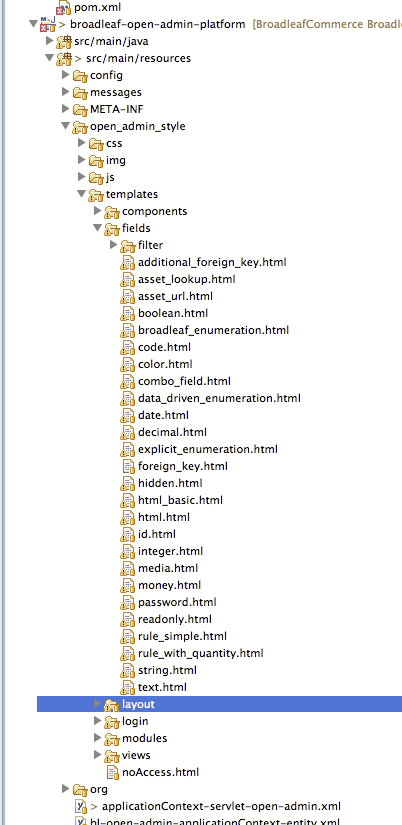 pom.xml
> broadleaf-open-admin-platform [BroadleafCommerce Broadl
src/main/java
> src/main/resources
config
messages
META-INF
open_admin_style
css
img
js
templates
components
fields
filter
additional_foreign_key.html
asset_lookup.html
asset_url.html
boolean.html
broadleaf_enumeration.html
code.html
color.html
combo_field.html
data_driven_enumeration.html
date.html
decimal.html
explicit_enumeration.html
foreign_key.html
hidden.html
html_basic.html
html.html
id.html
integer.html
media.html
money.html
password.html
readonly.html
rule_simple.html
rule_with_quantity.html
string.html
text.html
layout
login
modules
views
noAccess.html
org
> applicationContext-servlet-open-admin.xml
bl-open-admin-applicationContext-entity.xml